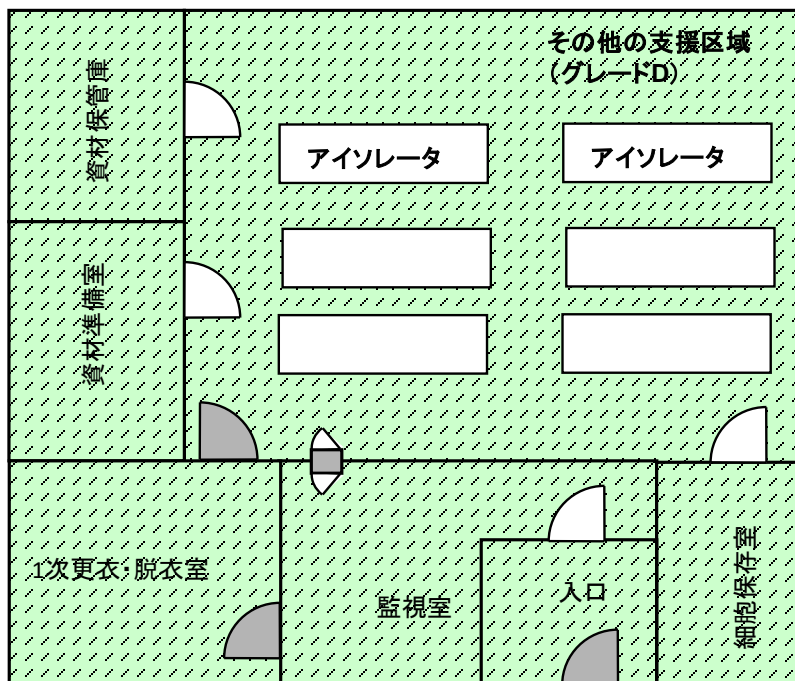 その他の支援区域
（グレードD）
資材保管庫
アイソレータ
アイソレータ
資材準備室
1次更衣・脱衣室
監視室
入口
細胞保存室